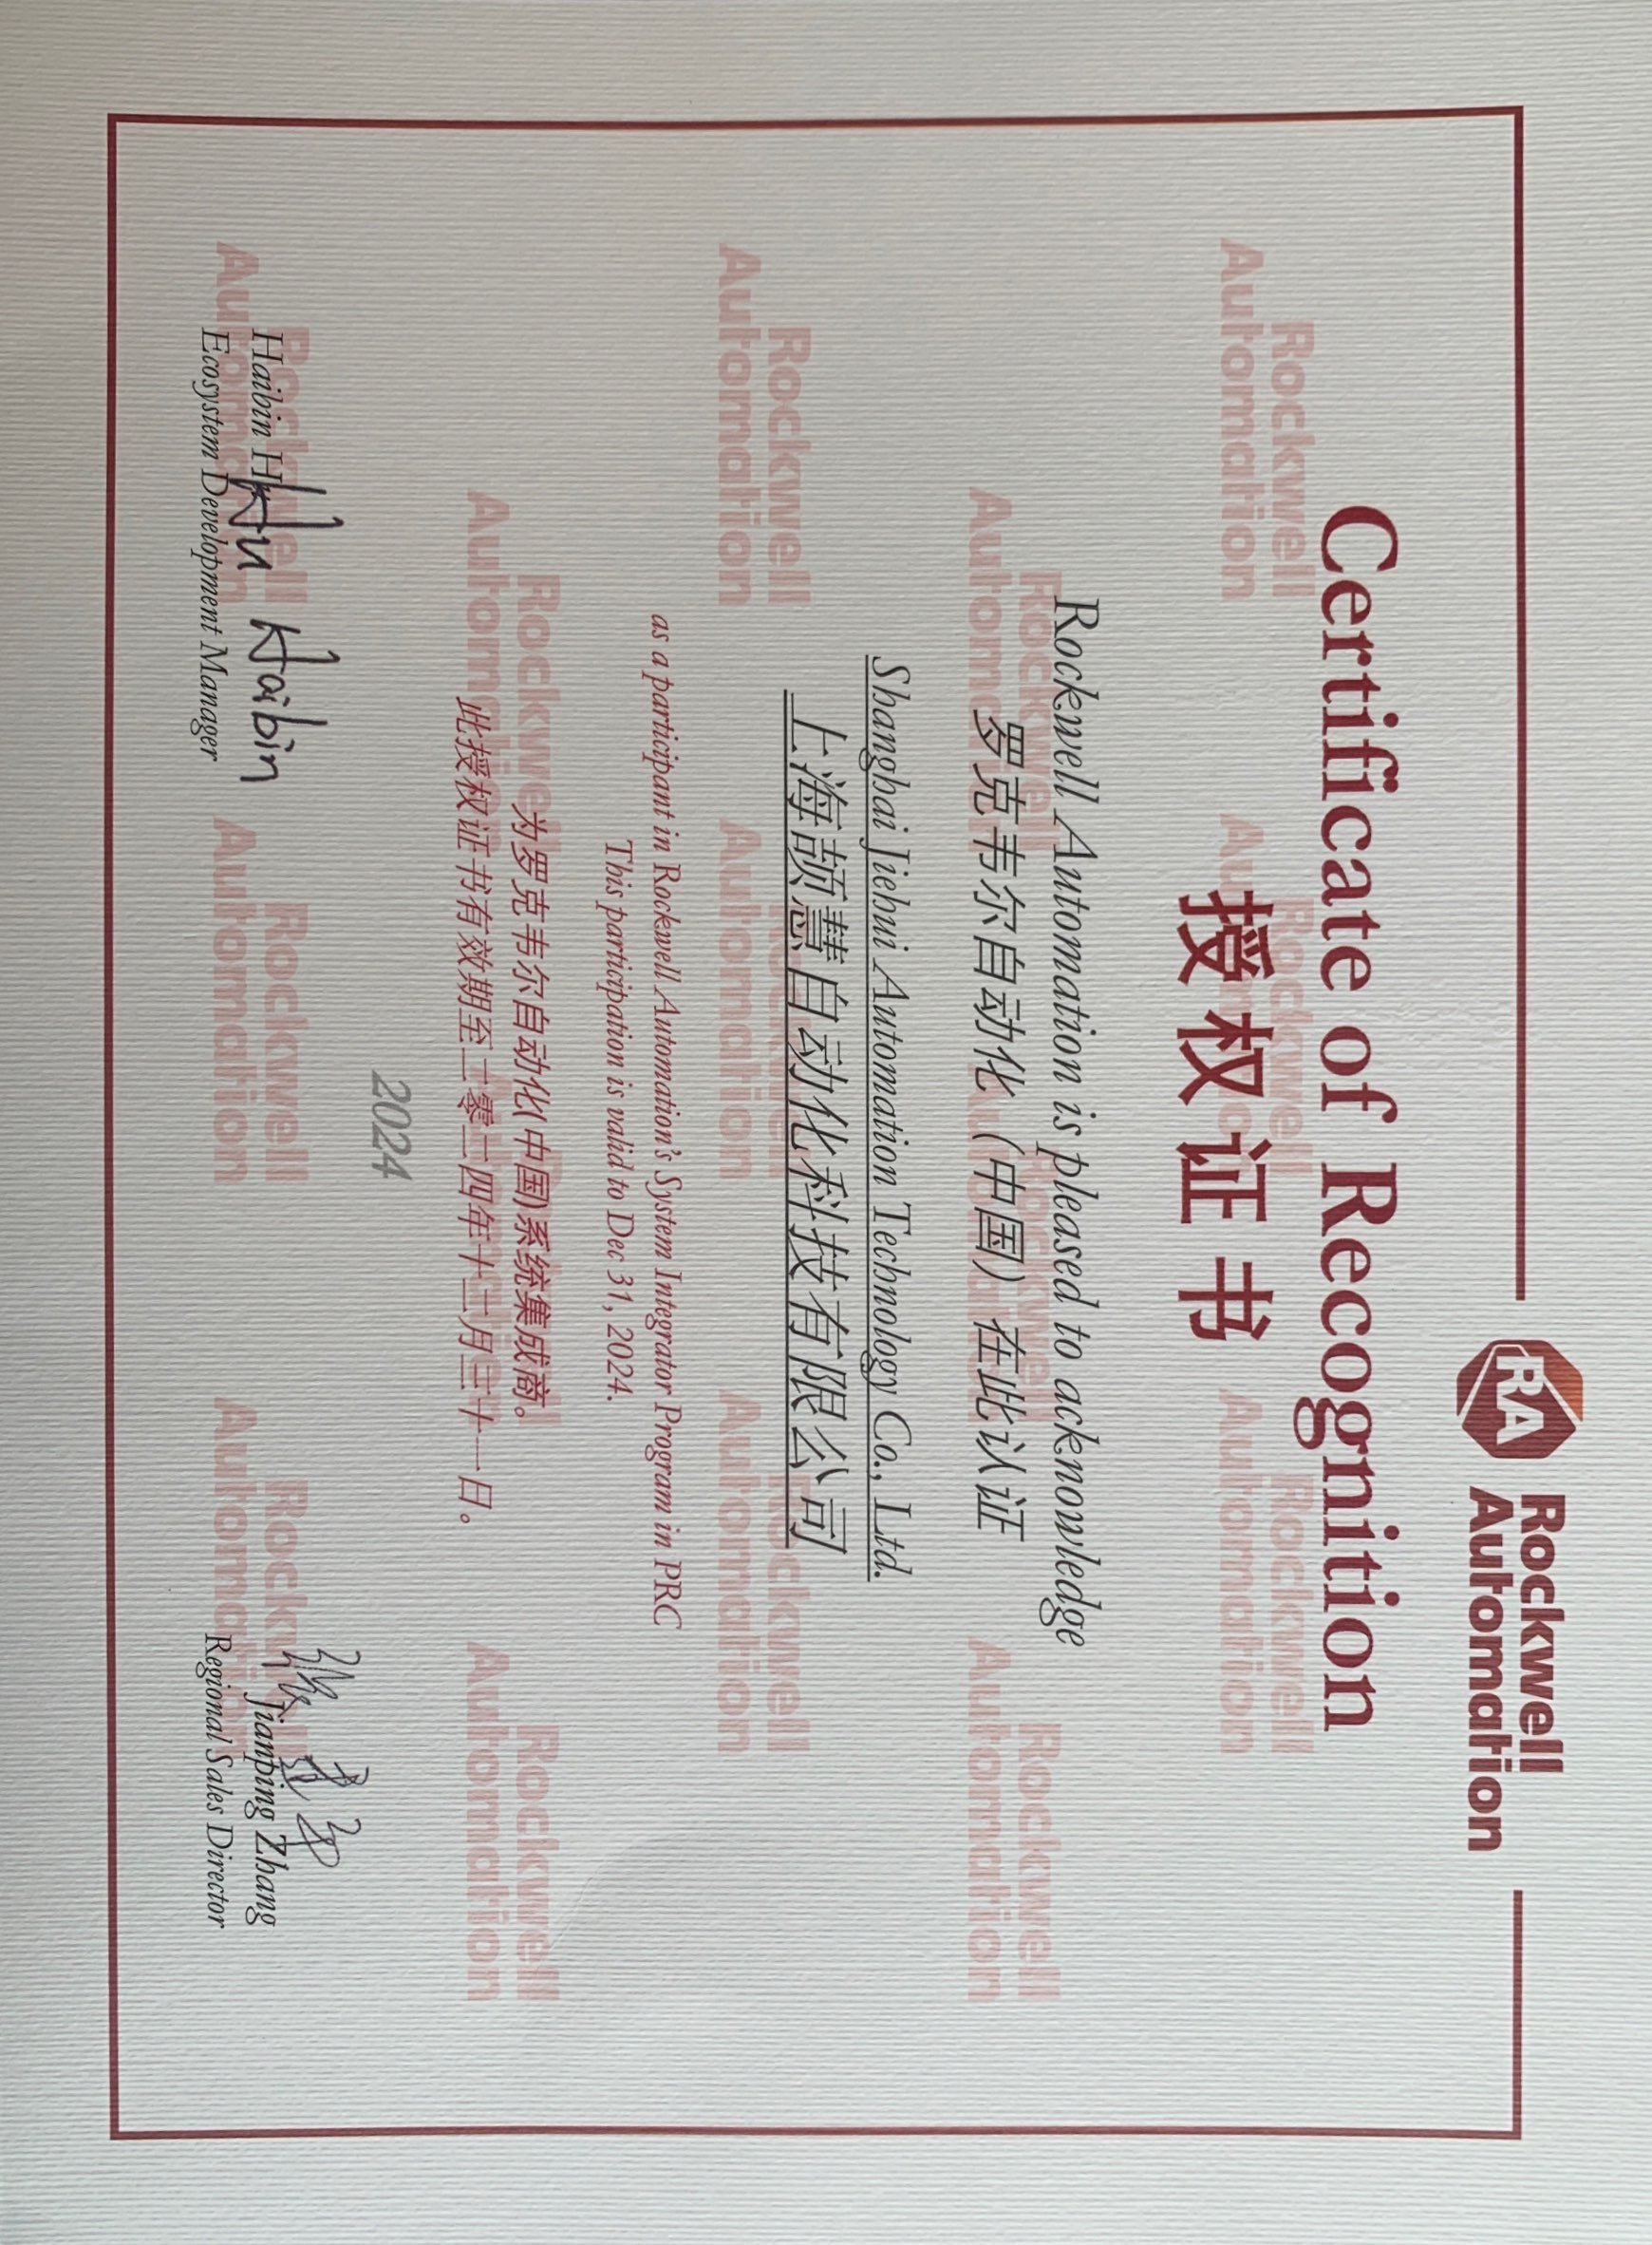 Rockwell
Automation
Certificate of Recognition
授权证书
Rockwell Automation is pleased to acknowledge
罗克韦尔自动化（中国）在此认证
Shanghai Jiehui Automation Technology Co., Ltd.
上海颉慧自动化科技有限公司
as a participant in Rockwell Automation's System Integrator Program in PRC
This participation is valid to Dec 31, 2024.
为罗克韦尔自动化(中国)系统集成商。
此授权证书有效期至二零二四年十二月三十一日。
2024
Hu Haibin
Haibin Hu
Ecosystem Development Manager
Jianping Zhang
Regional Sales Director